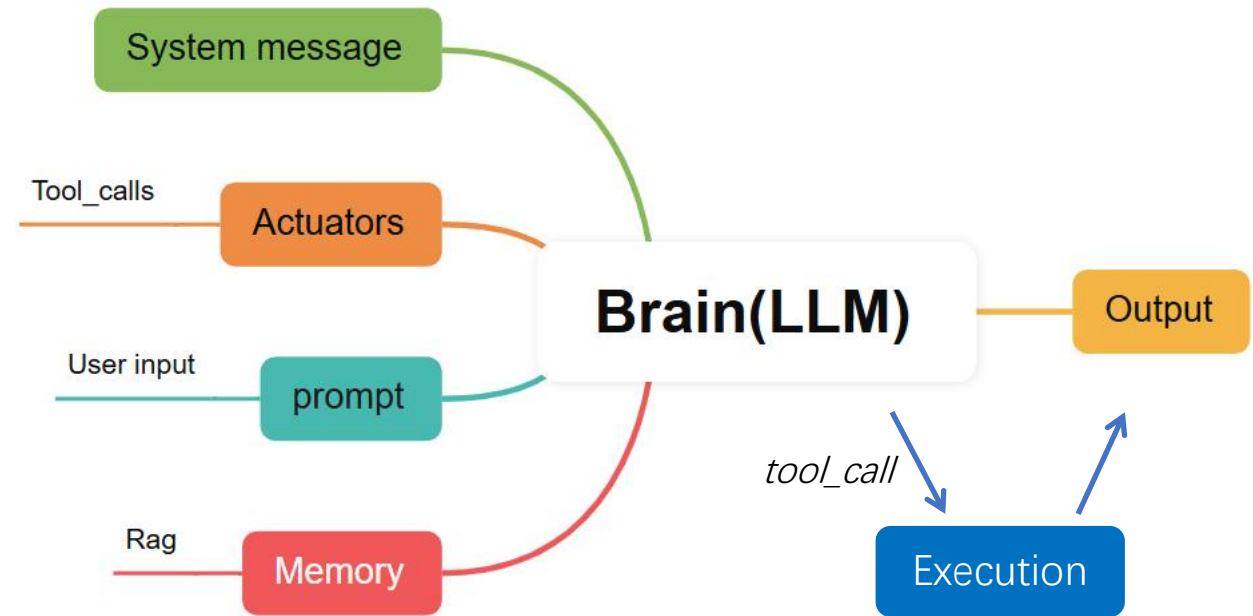 System message
Tool_calls
Actuators
User input
prompt
Rag
Memory
Brain(LLM)
Output
tool_call
Execution